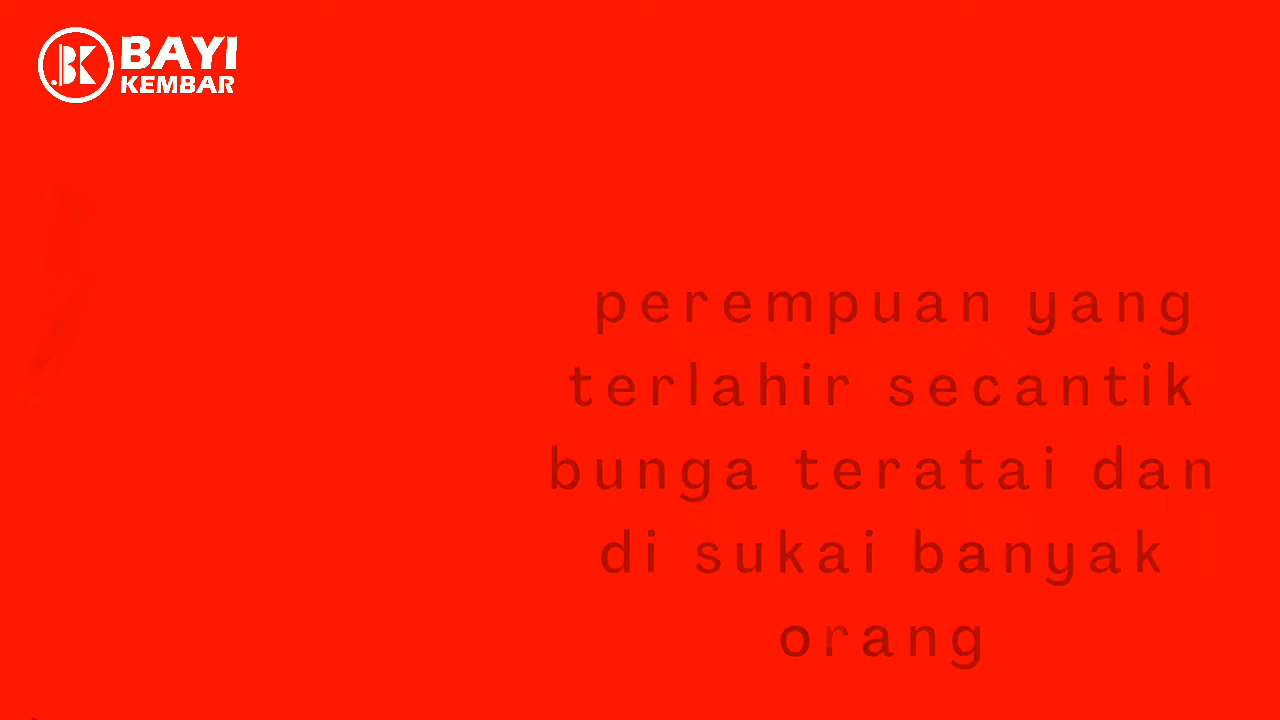 BAYI
KEMBAR
perempuan yang
terlahir secantik
bunga teratai dan
di sukai banyak
orang